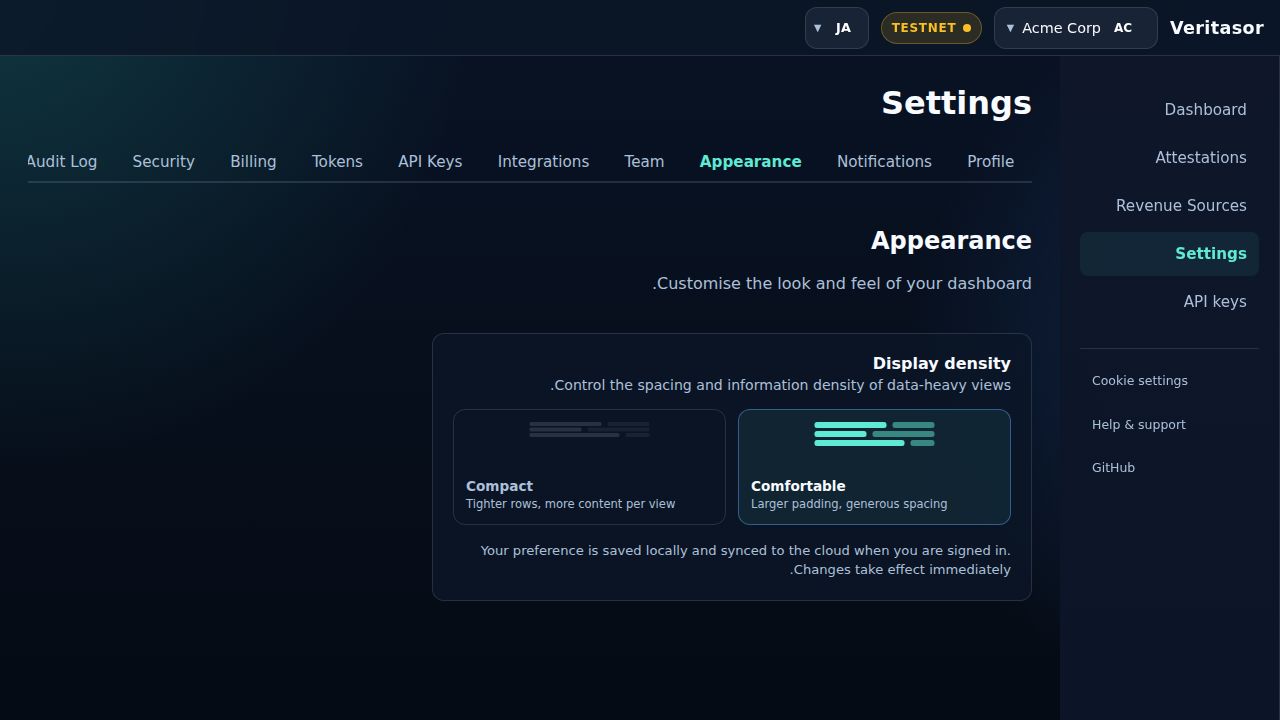 Veritasor
AC Acme Corp ▼
TESTNET
JA ▼
Dashboard
Attestations
Revenue Sources
Settings
API keys
Cookie settings
Help & support
GitHub
Settings
Profile
Notifications
Appearance
Team
Integrations
API Keys
Tokens
Billing
Security
Audit Log
Appearance
.Customise the look and feel of your dashboard
Display density
.Control the spacing and information density of data-heavy views
Comfortable
Larger padding, generous spacing
Compact
Tighter rows, more content per view
Your preference is saved locally and synced to the cloud when you are signed in.
.Changes take effect immediately